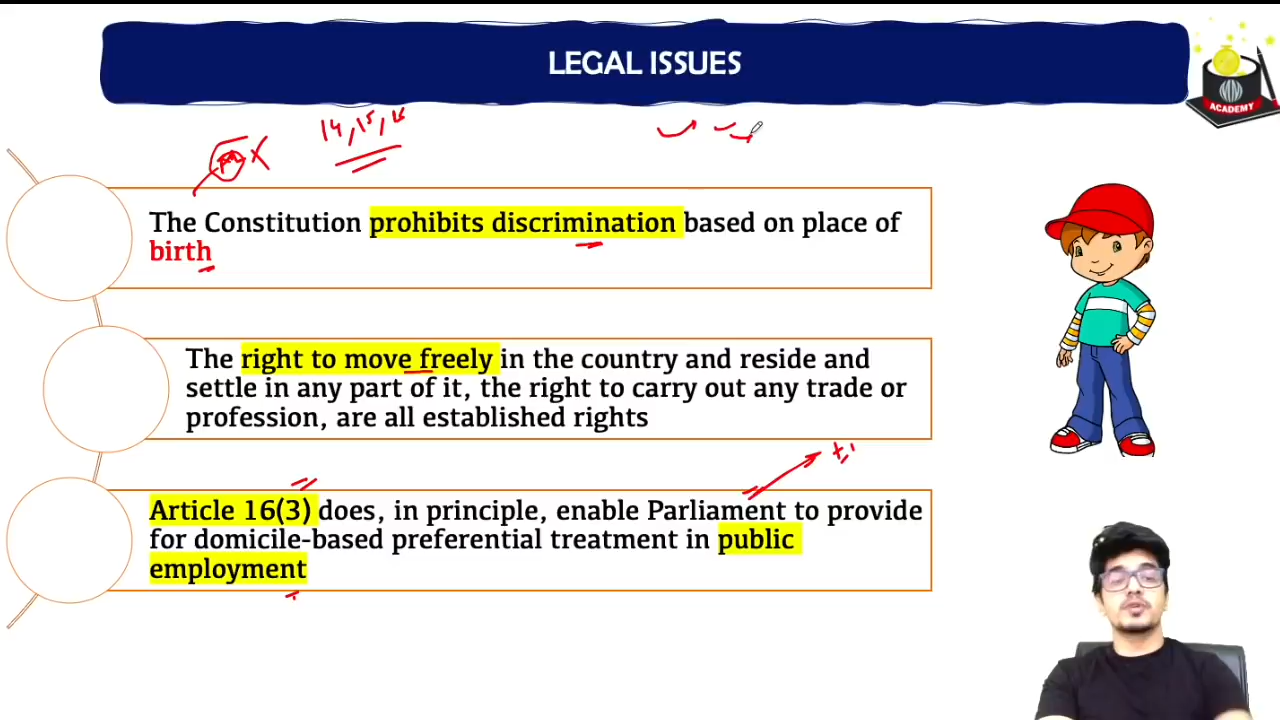 LEGAL ISSUES
ACADEMY
14, 15, 16
The Constitution prohibits discrimination based on place of
birth
The right to move freely in the country and reside and
settle in any part of it, the right to carry out any trade or
profession, are all established rights
Article 16(3) does, in principle, enable Parliament to provide
for domicile-based preferential treatment in public
employment